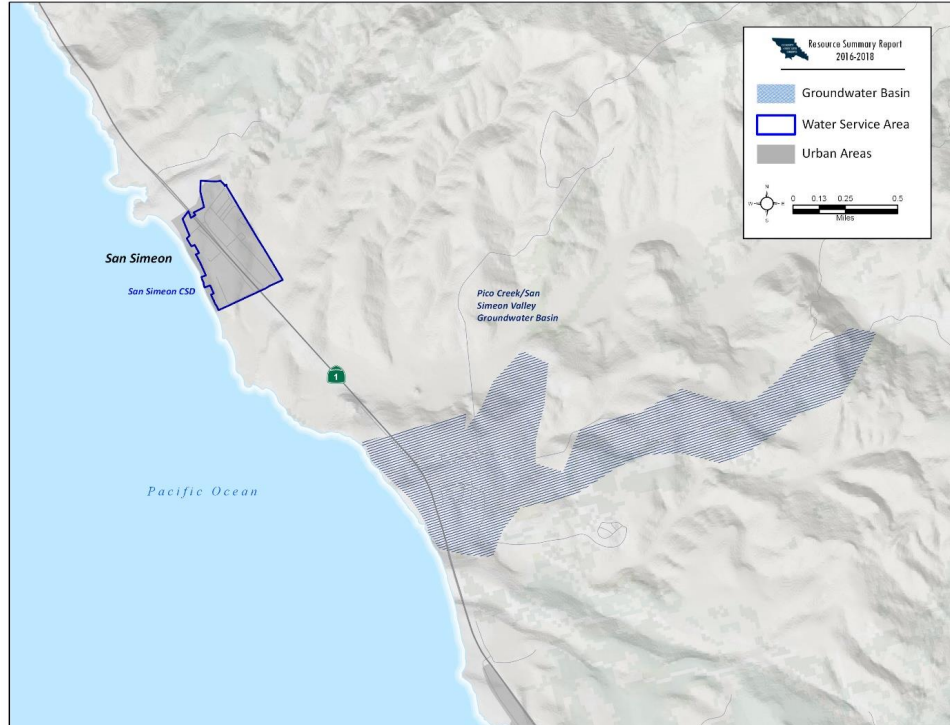 Resource Summary Report
2016-2018
Groundwater Basin
Water Service Area
Urban Areas
N
W
E
S
0 0.13 0.25 0.5
Miles
San Simeon
San Simeon CSD
Pico Creek/San
Simeon Valley
Groundwater Basin
1
Pacific Ocean